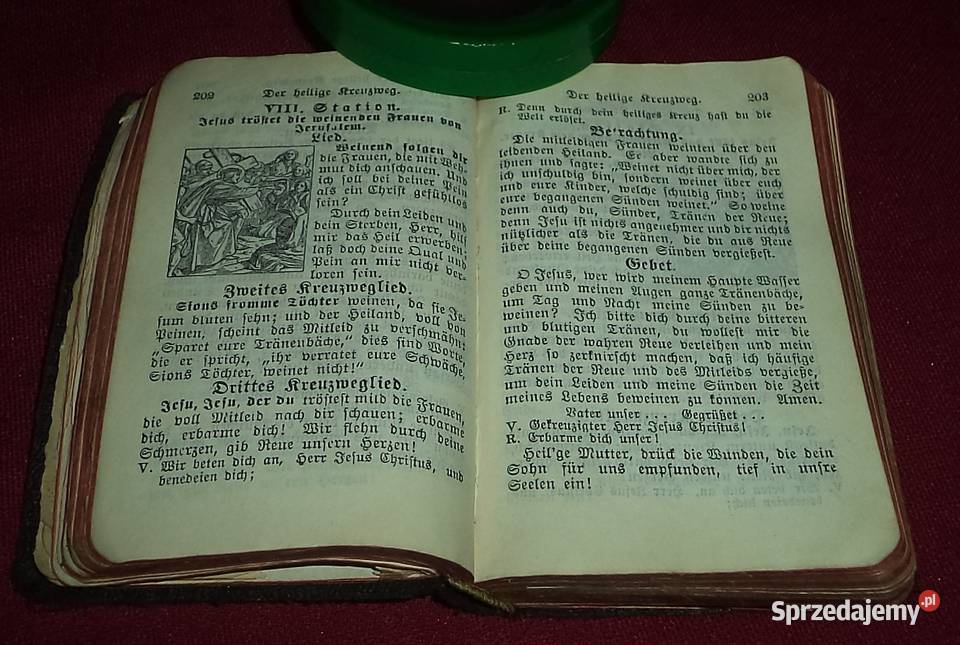 202
Der heilige Kreuzweg.
VIII. Station.
Jesus tröstet die weinenden Frauen von
Jerusalem.
Lied.
Weinend folgen dir
die Frauen, die mit Weh-
mut dich anschauen. Und
ich soll bei deiner Pein
als ein Christ gefühllos
sein?
Durch dein Leiden und
dein Sterben, Herr, hilf
mir das Heil erwerben;
laß doch deine Qual und
Pein an mir nicht ver-
loren sein.
Zweites Kreuzweglied.
Sions fromme Töchter weinen, da sie Je-
sum bluten sehn; und der Heiland, voll von
Peinen, scheint das Mitleid zu verschmähn:
„Sparet eure Tränenbäche,“ dies sind Worte,
die er spricht, „ihr verratet eure Schwäche,
Sions Töchter, weinet nicht!“
Drittes Kreuzweglied.
Jesu, Jesu, der du tröstest mild die Frauen,
die voll Mitleid nach dir schauen; erbarme
dich, erbarme dich! Wir flehn durch deine
Schmerzen, gib Reue unsern Herzen!
V. Wir beten dich an, Herr Jesus Christus, und
benedeien dich;
Der heilige Kreuzweg.
203
R. Denn durch dein heiliges Kreuz hast du die
Welt erlöset.
Betrachtung.
Die mitleidigen Frauen weinten über den
leidenden Heiland. Er aber wandte sich zu
ihnen und sagte: „Weinet nicht über mich, der
ich unschuldig bin, sondern weinet über euch
und eure Kinder, welche schuldig sind; über
eure begangenen Sünden weinet.“ So weine
denn auch du, Sünder, Tränen der Reue;
denn Jesu ist nichts angenehmer und dir nichts
nützlicher als die Tränen, die du aus Reue
über deine begangenen Sünden vergießest.
Gebet.
O Jesus, wer wird meinem Haupte Wasser
geben und meinen Augen ganze Tränenbäche,
um Tag und Nacht meine Sünden zu be-
weinen? Ich bitte dich durch deine bitteren
und blutigen Tränen, du wollest mir die
Gnade der wahren Reue verleihen und mein
Herz so zerknirscht machen, daß ich häufige
Tränen der Reue und des Mitleids vergieße,
um dein Leiden und meine Sünden die Zeit
meines Lebens beweinen zu können. Amen.
Vater unser ... Gegrüßet ...
V. Gekreuzigter Herr Jesus Christus!
R. Erbarme dich unser!
Heil'ge Mutter, drück die Wunden, die dein
Sohn für uns empfunden, tief in unsre
Seelen ein!
Sprzedajemy.pl